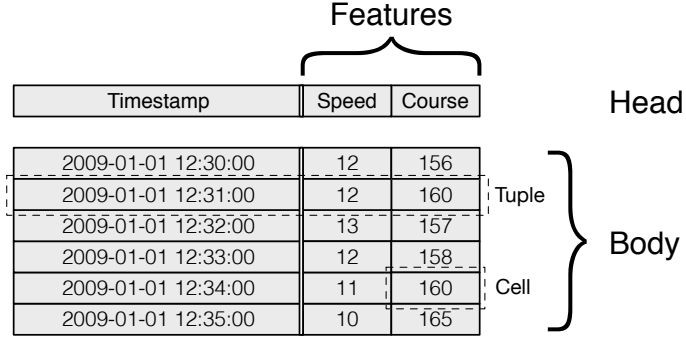 Features
Timestamp Speed Course Head
2009-01-01 12:30:00 12 156
2009-01-01 12:31:00 12 160 Tuple
2009-01-01 12:32:00 13 157
2009-01-01 12:33:00 12 158 Body
2009-01-01 12:34:00 11 160 Cell
2009-01-01 12:35:00 10 165